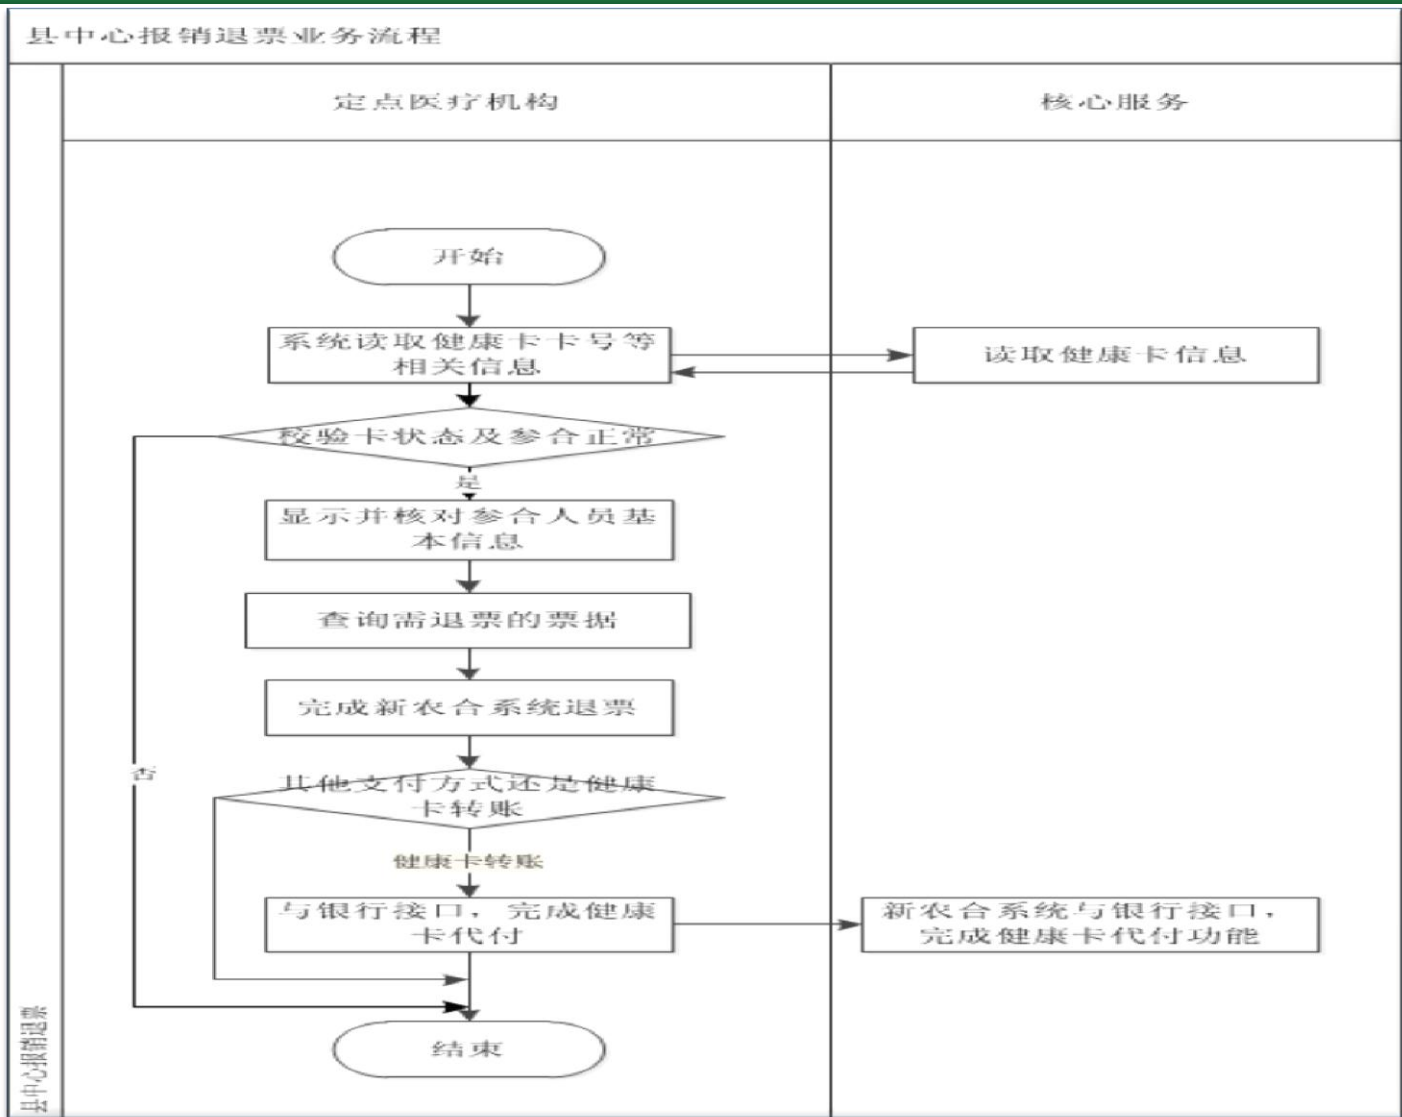 县中心报销退票业务流程
定点医疗机构
核心服务
开始
系统读取健康卡卡号等
相关信息
读取健康卡信息
校验卡状态及参合正常
是
显示并核对参合人员基
本信息
查询需退票的票据
完成新农合系统退票
否
其他支付方式还是健康
卡转账
健康卡转账
与银行接口，完成健康
卡代付
新农合系统与银行接口，
完成健康卡代付功能
结束
县中心报销退票